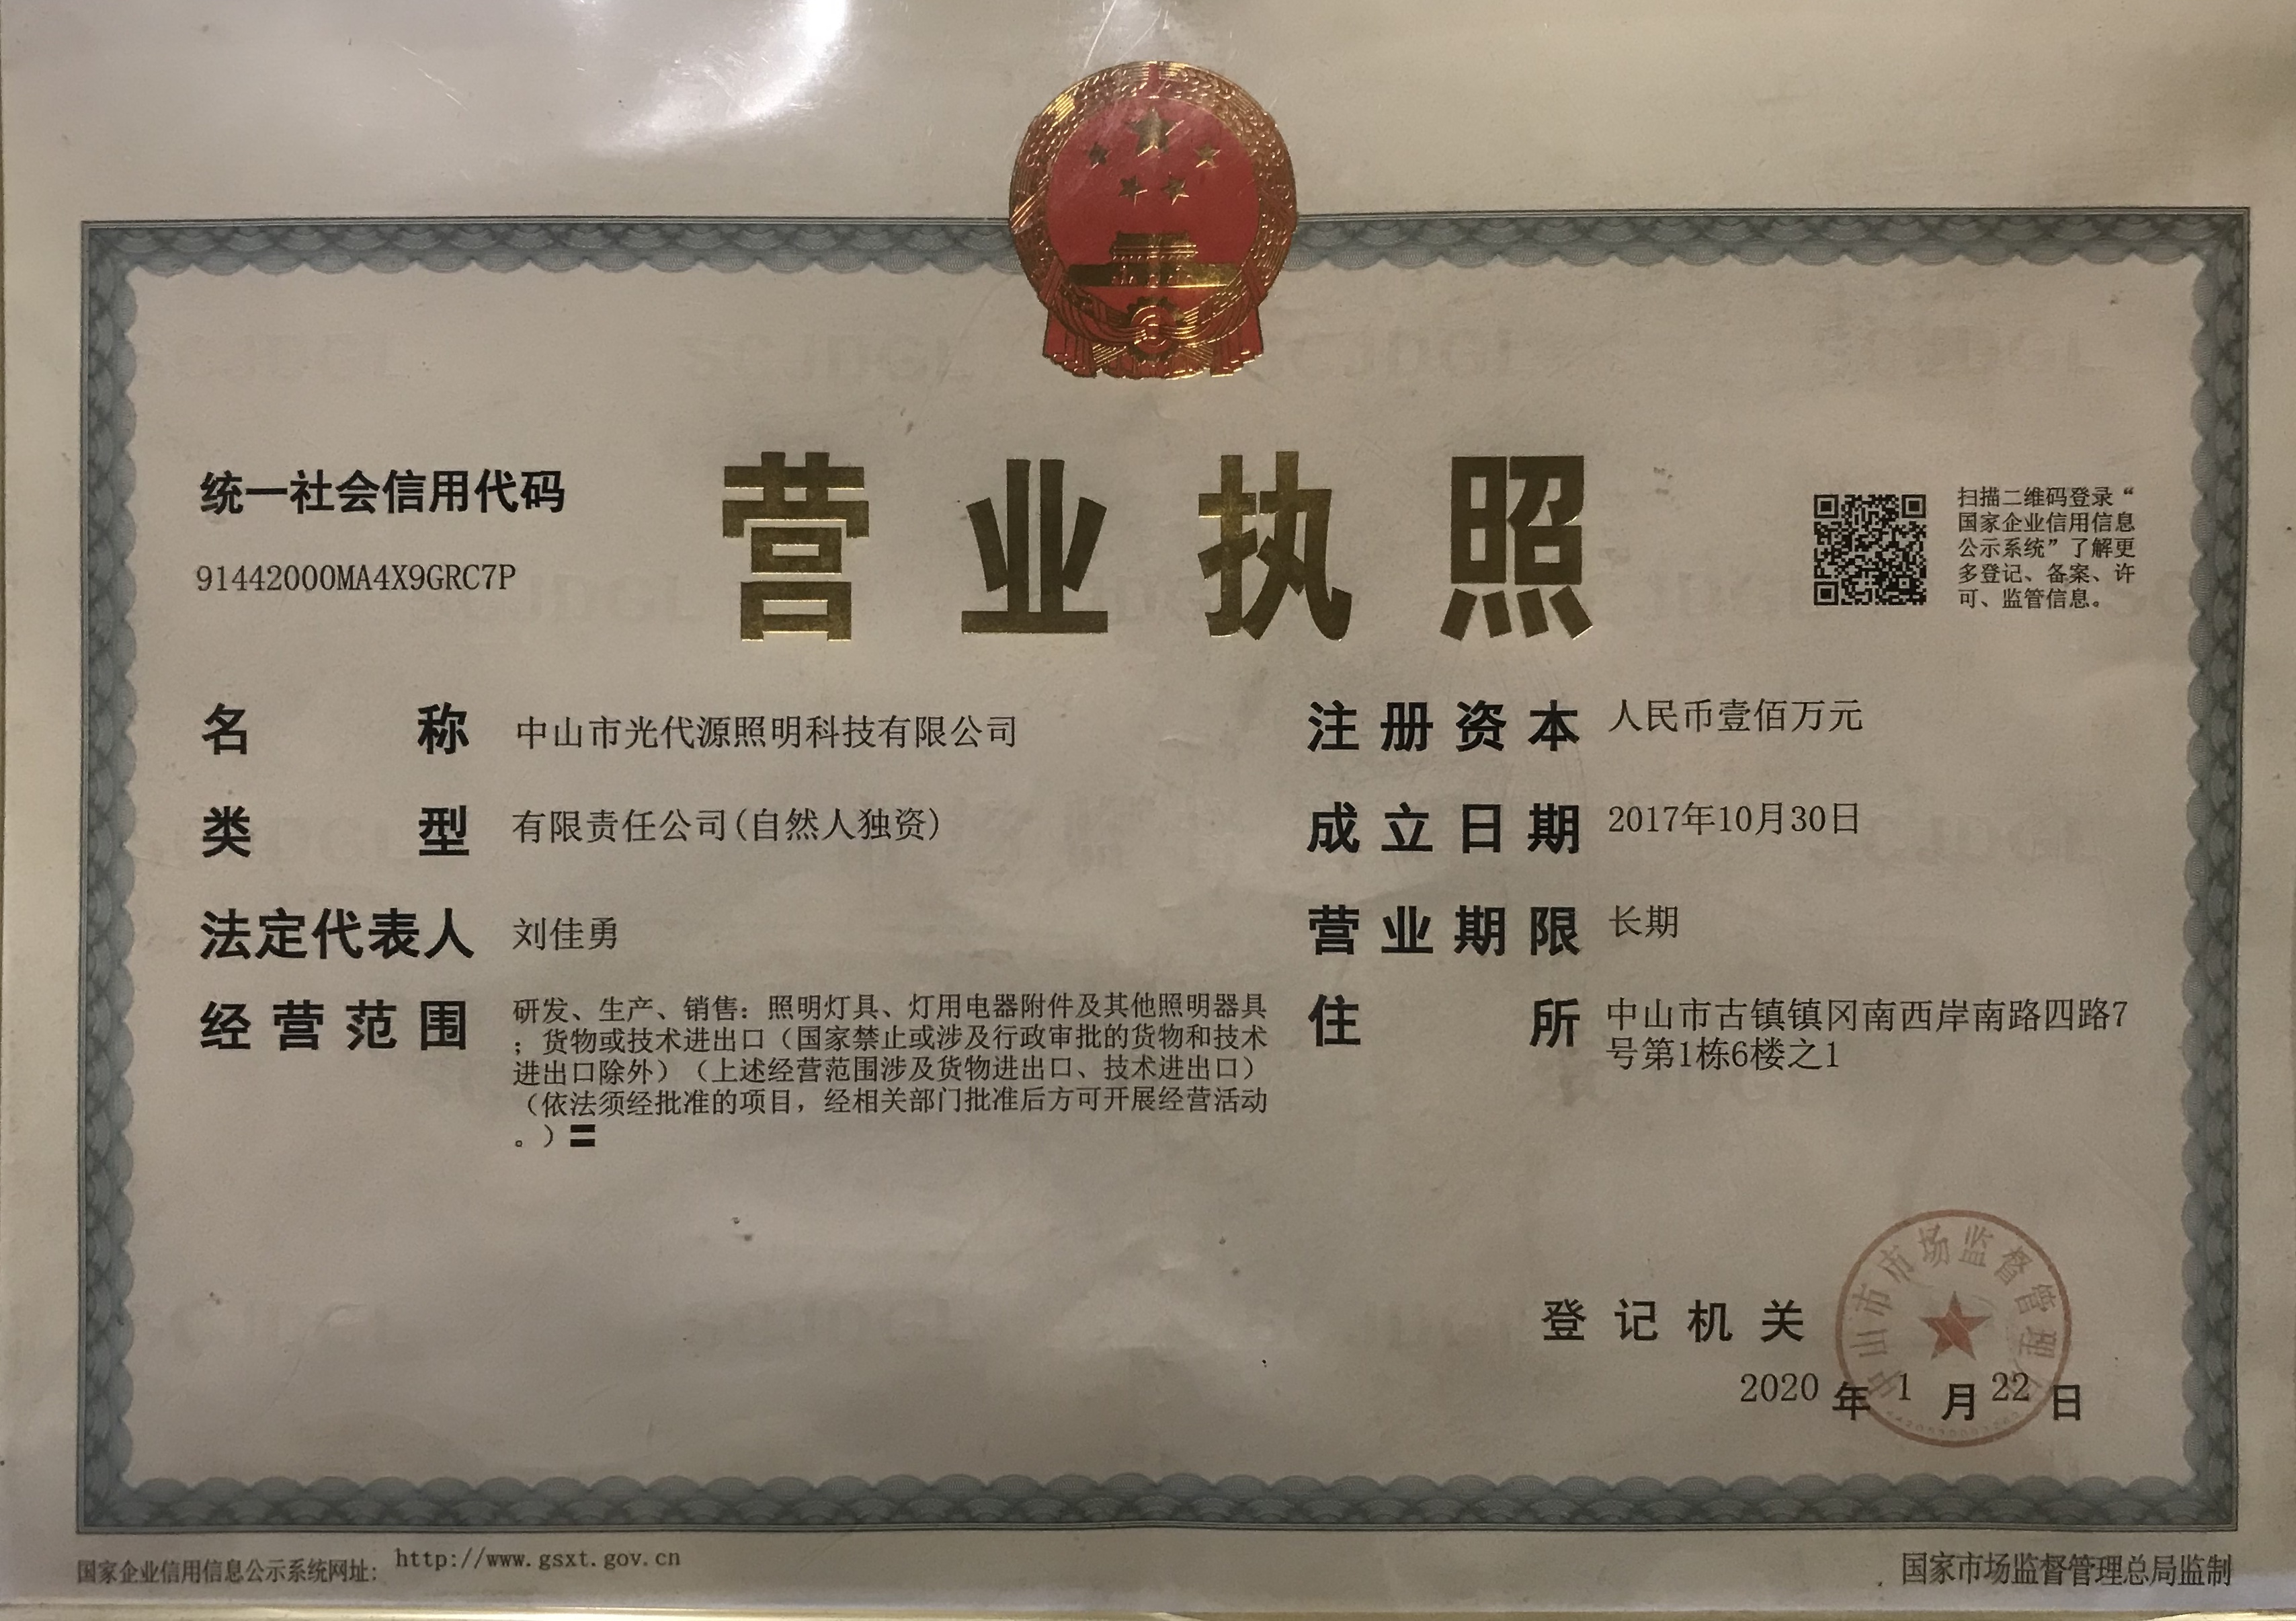 营业执照
统一社会信用代码
91442000MA4X9GRC7P
扫描二维码登录“
国家企业信用信息
公示系统”了解更
多登记、备案、许
可、监管信息。
名称 中山市光代源照明科技有限公司
类型 有限责任公司(自然人独资)
法定代表人 刘佳勇
经营范围 研发、生产、销售：照明灯具、灯用电器附件及其他照明器具
；货物或技术进出口（国家禁止或涉及行政审批的货物和技术
进出口除外）（上述经营范围涉及货物进出口、技术进出口）
（依法须经批准的项目，经相关部门批准后方可开展经营活动
。）〓
注册资本 人民币壹佰万元
成立日期 2017年10月30日
营业期限 长期
住所 中山市古镇镇冈南西岸南路四路7
号第1栋6楼之1
登记机关
中山市市场监督管理
2020年1月22日
国家企业信用信息公示系统网址: http://www.gsxt.gov.cn
国家市场监督管理总局监制